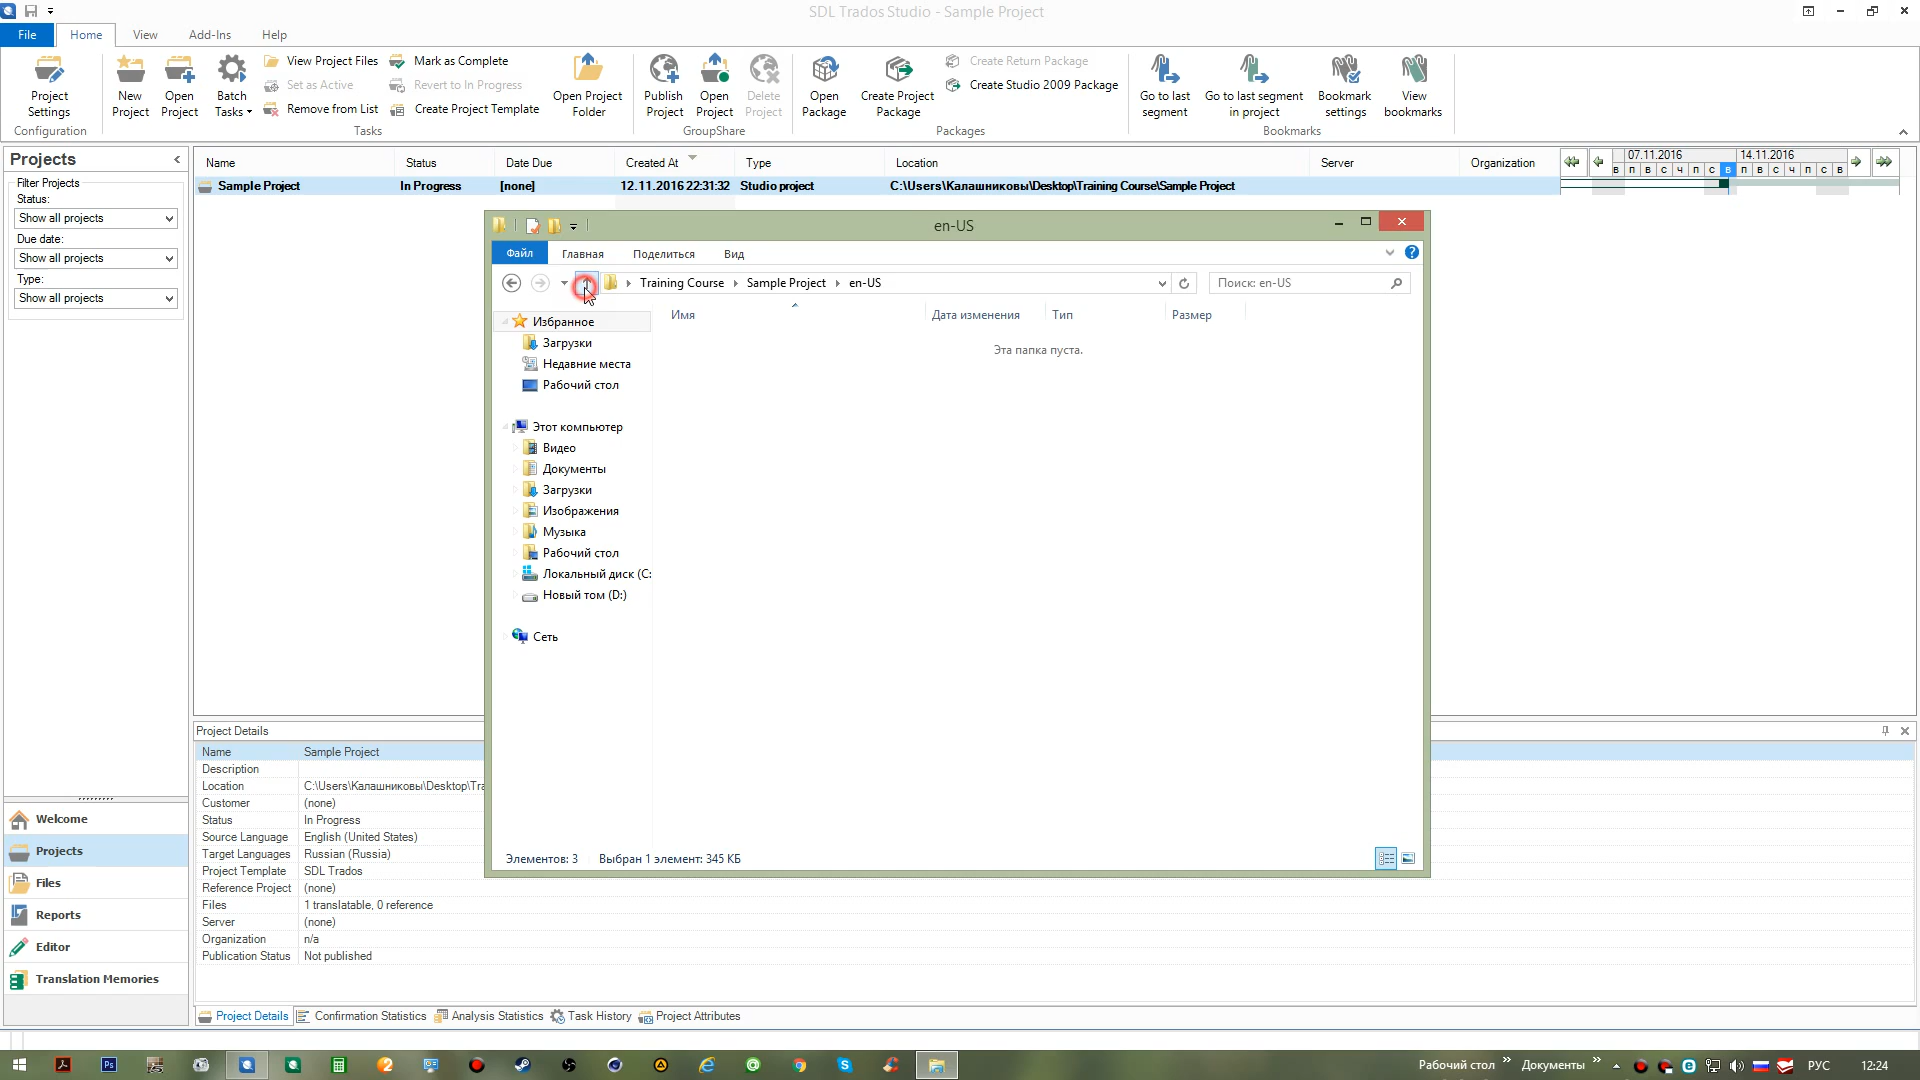 SDL Trados Studio - Sample Project
File Home View Add-Ins Help
Project Settings
New Project
Open Project
Batch Tasks
View Project Files
Set as Active
Remove from List
Mark as Complete
Revert to In Progress
Create Project Template
Open Project Folder
Publish Project
Open Project
Delete Project
Open Package
Create Project Package
Create Return Package
Create Studio 2009 Package
Go to last segment
Go to last segment in project
Bookmark settings
View bookmarks
Configuration Tasks GroupShare Packages Bookmarks
Projects
Filter Projects
Status:
Show all projects
Due date:
Show all projects
Type:
Show all projects
Name Status Date Due Created At Type Location Server Organization
07.11.2016 14.11.2016
В П В С Ч П С В П В С Ч П С В
Sample Project In Progress [none] 12.11.2016 22:31:32 Studio project C:\Users\Калашниковы\Desktop\Training Course\Sample Project
en-US
Файл Главная Поделиться Вид
Training Course Sample Project en-US
Поиск: en-US
Имя Дата изменения Тип Размер
Эта папка пуста.
Избранное
Загрузки
Недавние места
Рабочий стол
Этот компьютер
Видео
Документы
Загрузки
Изображения
Музыка
Рабочий стол
Локальный диск (C:
Новый том (D:)
Сеть
Элементов: 3 Выбран 1 элемент: 345 КБ
Project Details
Name Sample Project
Description
Location C:\Users\Калашниковы\Desktop\Tra
Customer (none)
Status In Progress
Source Language English (United States)
Target Languages Russian (Russia)
Project Template SDL Trados
Reference Project (none)
Files 1 translatable, 0 reference
Server (none)
Organization n/a
Publication Status Not published
Welcome
Projects
Files
Reports
Editor
Translation Memories
Project Details Confirmation Statistics Analysis Statistics Task History Project Attributes
Рабочий стол » Документы » РУС 12:24